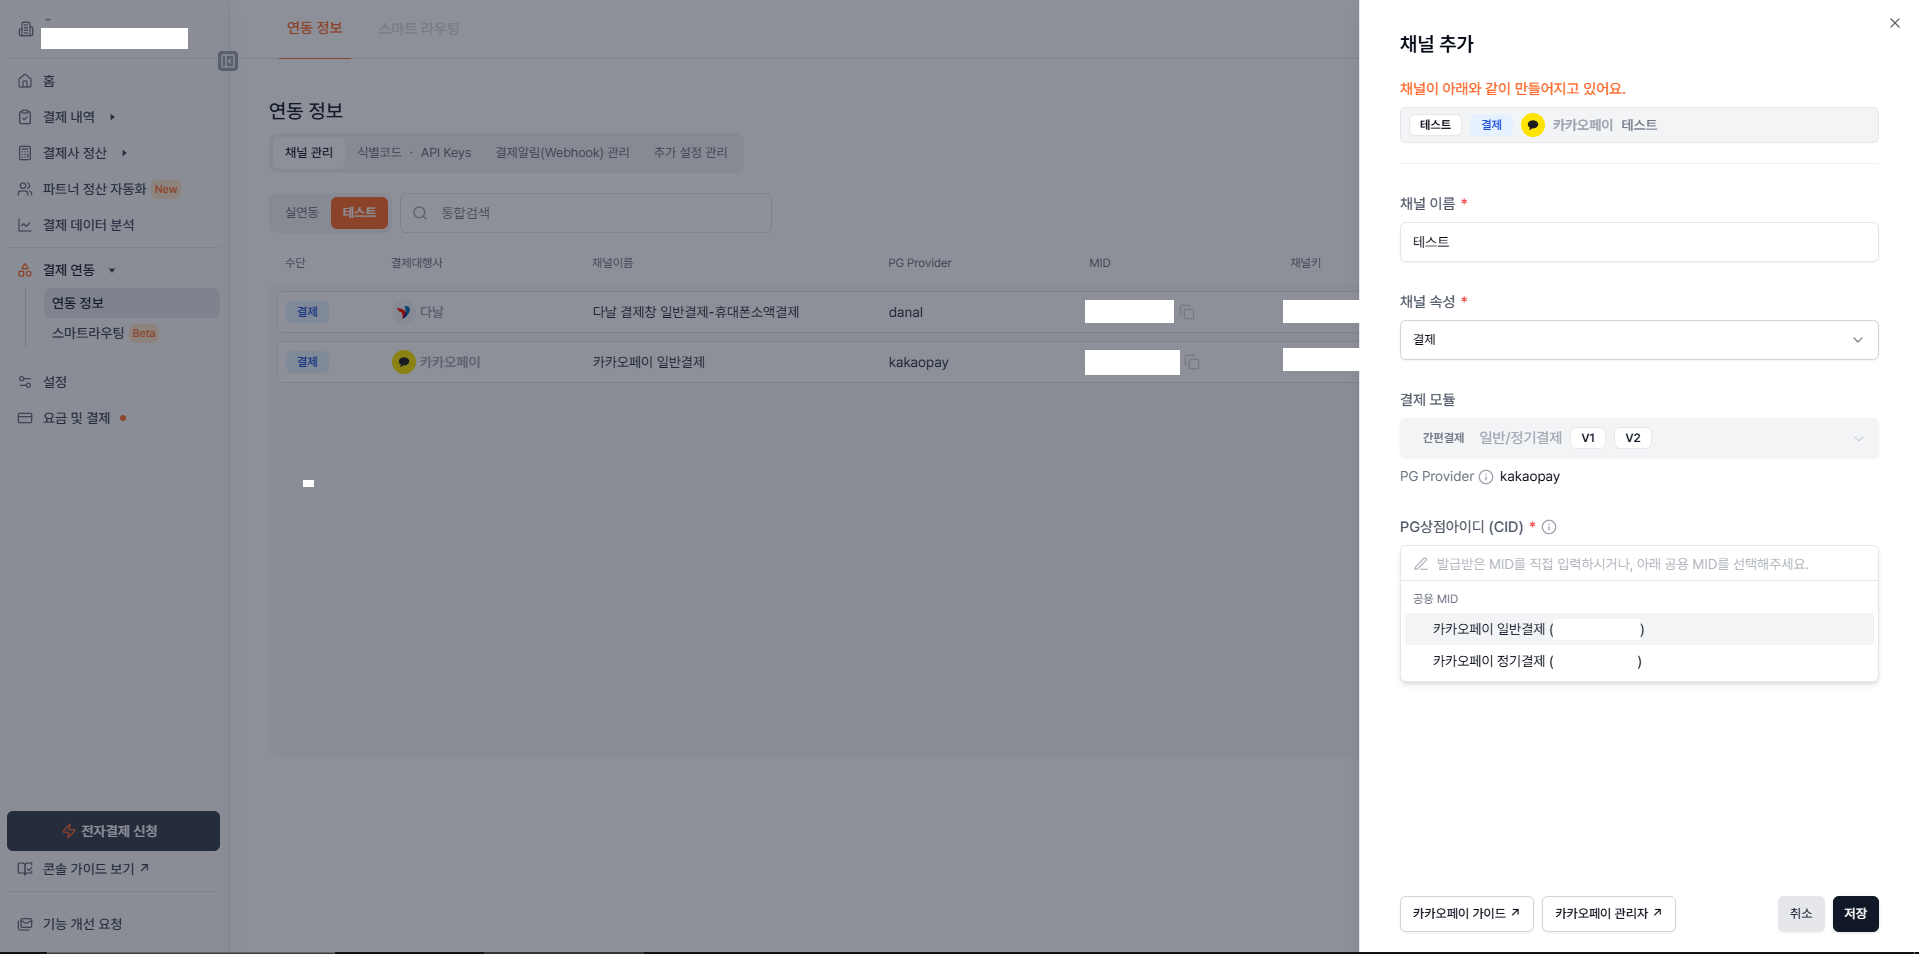 홈
결제 내역
결제사 정산
파트너 정산 자동화 New
결제 데이터 분석
결제 연동
연동 정보
스마트라우팅 Beta
설정
요금 및 결제
전자결제 신청
콘솔 가이드 보기 ↗
기능 개선 요청
연동 정보 스마트 라우팅
연동 정보
채널 관리 식별코드 · API Keys 결제알림(Webhook) 관리 추가 설정 관리
실연동 테스트 통합검색
수단 결제대행사 채널이름 PG Provider MID 채널키
결제 다날 다날 결제창 일반결제-휴대폰소액결제 danal
결제 카카오페이 카카오페이 일반결제 kakaopay
채널 추가
채널이 아래와 같이 만들어지고 있어요.
테스트 결제 카카오페이 테스트
채널 이름 *
테스트
채널 속성 *
결제
결제 모듈
간편결제 일반/정기결제 V1 V2
PG Provider kakaopay
PG상점아이디 (CID) *
발급받은 MID를 직접 입력하시거나, 아래 공용 MID를 선택해주세요.
공용 MID
카카오페이 일반결제 ( )
카카오페이 정기결제 ( )
카카오페이 가이드 ↗ 카카오페이 관리자 ↗ 취소 저장